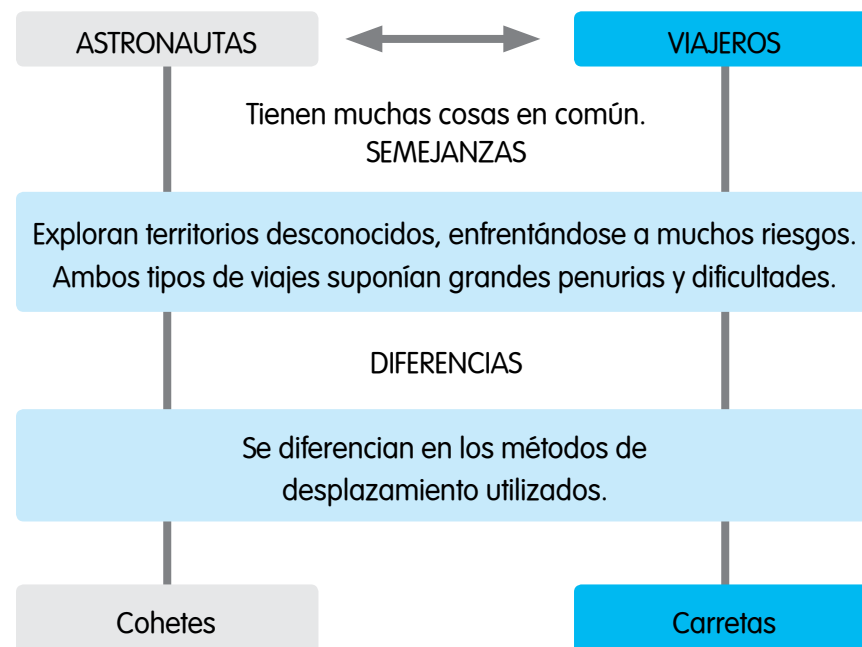 ASTRONAUTAS
VIAJEROS
Tienen muchas cosas en común.
SEMEJANZAS
Exploran territorios desconocidos, enfrentándose a muchos riesgos.
Ambos tipos de viajes suponían grandes penurias y dificultades.
DIFERENCIAS
Se diferencian en los métodos de
desplazamiento utilizados.
Cohetes
Carretas